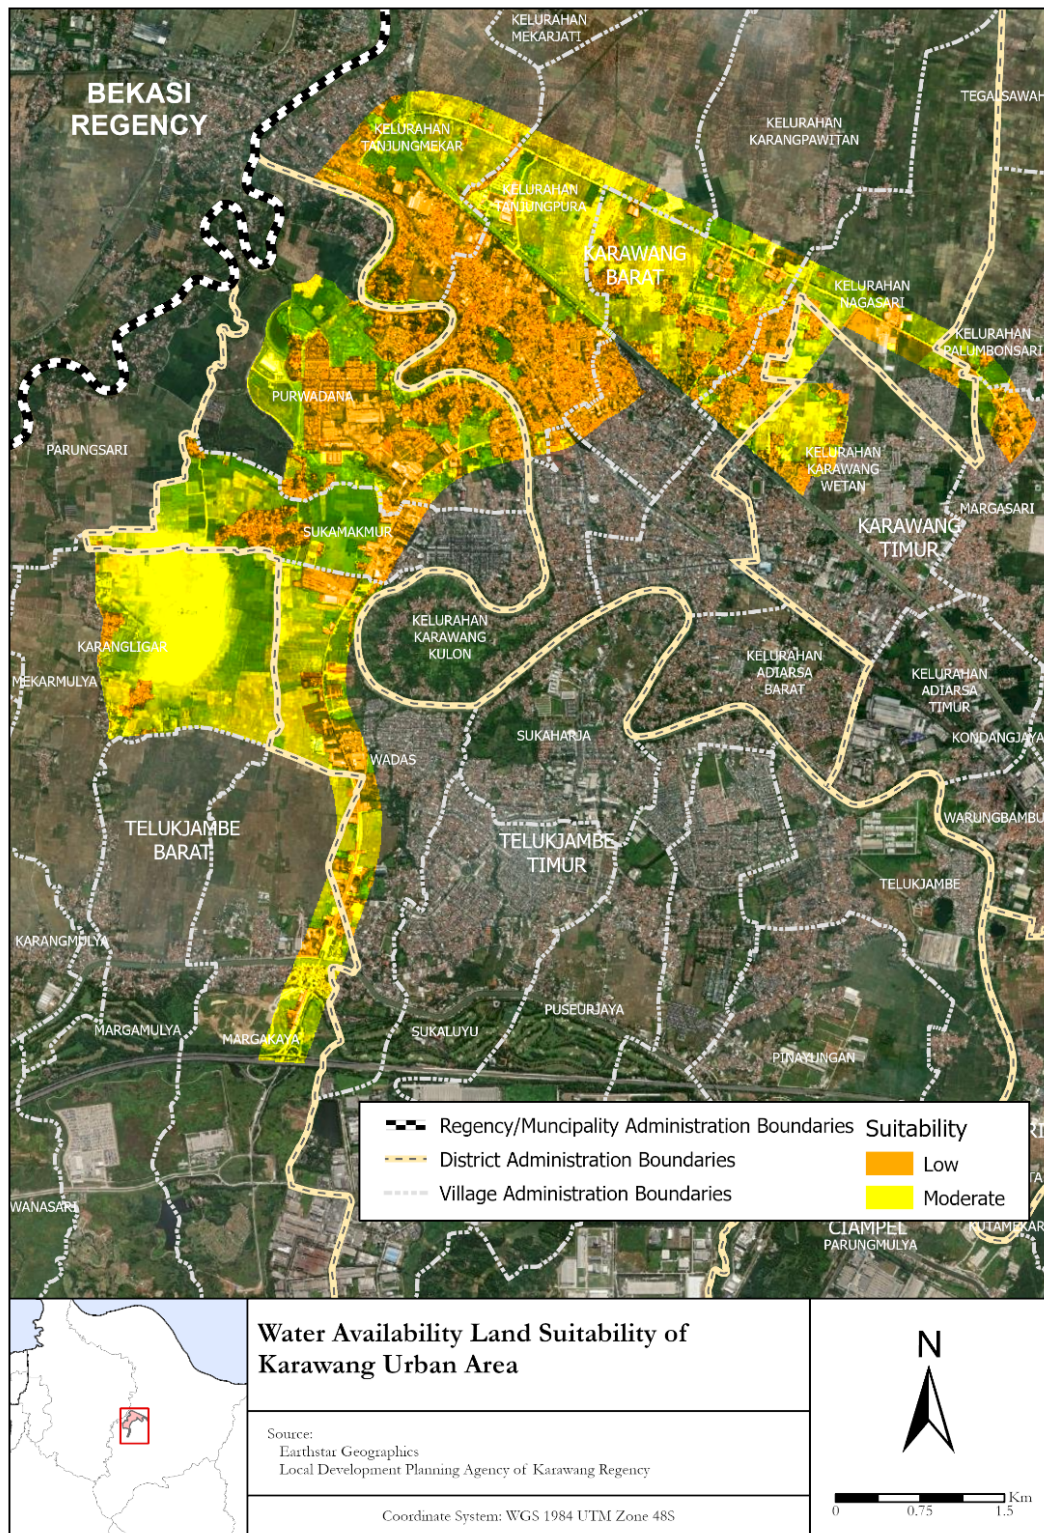 KELURAHAN
MEKARJATI
BEKASI
REGENCY
TEGALSAWAH
KELURAHAN
TANJUNGMEKAR
KELURAHAN
KARANGPAWITAN
KELURAHAN
TANJUNGPURA
KARAWANG
BARAT
KELURAHAN
NAGASARI
KELURAHAN
PALUMBONSARI
PURWADANA
PARUNGSARI
KELURAHAN
KARAWANG
WETAN
MARGASARI
SUKAMAKMUR
KARAWANG
TIMUR
KELURAHAN
KARAWANG
KULON
KARANGLIGAR
MEKARMULYA
KELURAHAN
ADIARSA
BARAT
KELURAHAN
ADIARSA
TIMUR
SUKAHARJA
KONDANGJAYA
WADAS
TELUKJAMBE
BARAT
TELUKJAMBE
TIMUR
WARUNGBAMBU
TELUKJAMBE
KARANGMULYA
MARGAMULYA
MARGAKAYA
SUKALUYU
PUSEURJAYA
PINAYUNGAN
WANASARI
Regency/Muncipality Administration Boundaries
District Administration Boundaries
Village Administration Boundaries
Suitability
Low
Moderate
CIAMPEL
PARUNGMULYA
KUTAMEKAR
Water Availability Land Suitability of
Karawang Urban Area
Source:
Earthstar Geographics
Local Development Planning Agency of Karawang Regency
Coordinate System: WGS 1984 UTM Zone 48S
N
Km
0 0.75 1.5